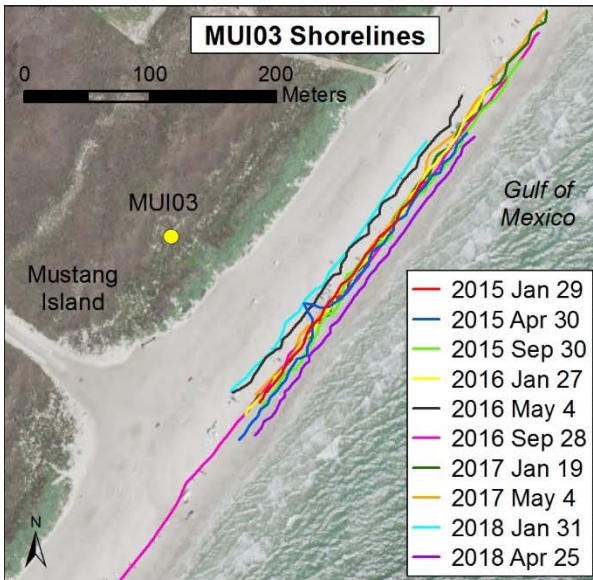 MUI03 Shorelines
0 100 200
Meters
MUI03
Mustang
Island
Gulf of
Mexico
2015 Jan 29
2015 Apr 30
2015 Sep 30
2016 Jan 27
2016 May 4
2016 Sep 28
2017 Jan 19
2017 May 4
2018 Jan 31
2018 Apr 25
N